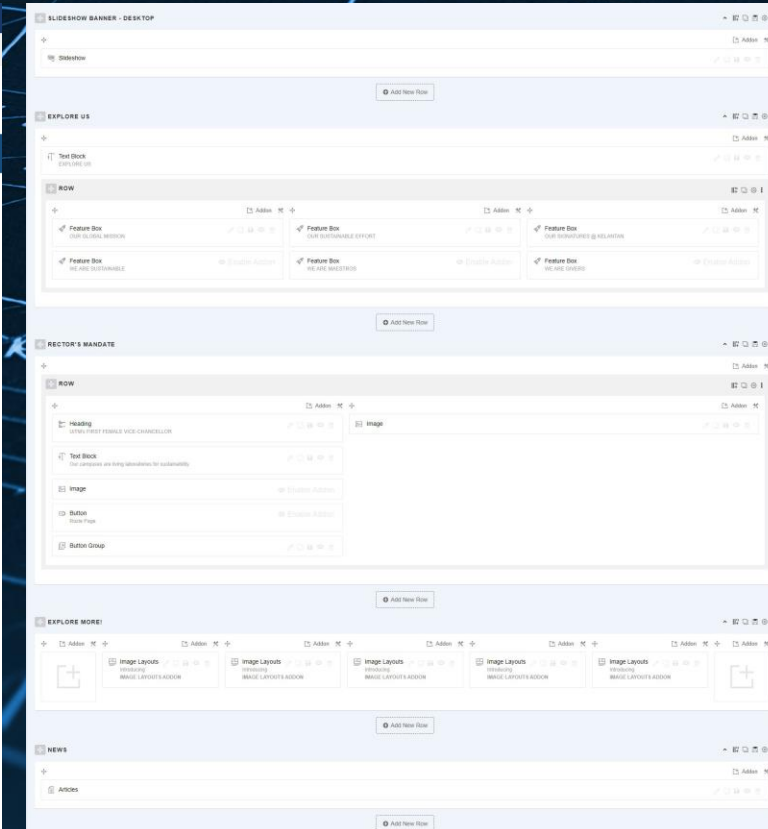 SLIDESHOW BANNER - DESKTOP
Addon
Slideshow
Add New Row
EXPLORE US
Addon
Text Block
EXPLORE US
ROW
Addon Addon Addon
Feature Box Feature Box Feature Box
OUR GLOBAL MISSION OUR SUSTAINABLE EFFORT OUR SIGNATURES @ KELANTAN
Feature Box Enable Addon Feature Box Enable Addon Feature Box Enable Addon
WE ARE SUSTAINABLE WE ARE MAESTROS WE ARE GIVERS
Add New Row
RECTOR'S MANDATE
Addon
ROW
Addon Addon
Heading Image
UITM'S FIRST FEMALE VICE-CHANCELLOR
Text Block
Our campuses are living laboratories for sustainability
Image Enable Addon
Button Enable Addon
Button Group
Add New Row
EXPLORE MORE!
Addon Addon Addon Addon Addon Addon Addon
Image Layouts Image Layouts Image Layouts Image Layouts Image Layouts
Introducing Introducing Introducing Introducing Introducing
IMAGE LAYOUTS ADDON IMAGE LAYOUTS ADDON IMAGE LAYOUTS ADDON IMAGE LAYOUTS ADDON IMAGE LAYOUTS ADDON
Add New Row
NEWS
Addon
Articles
Add New Row